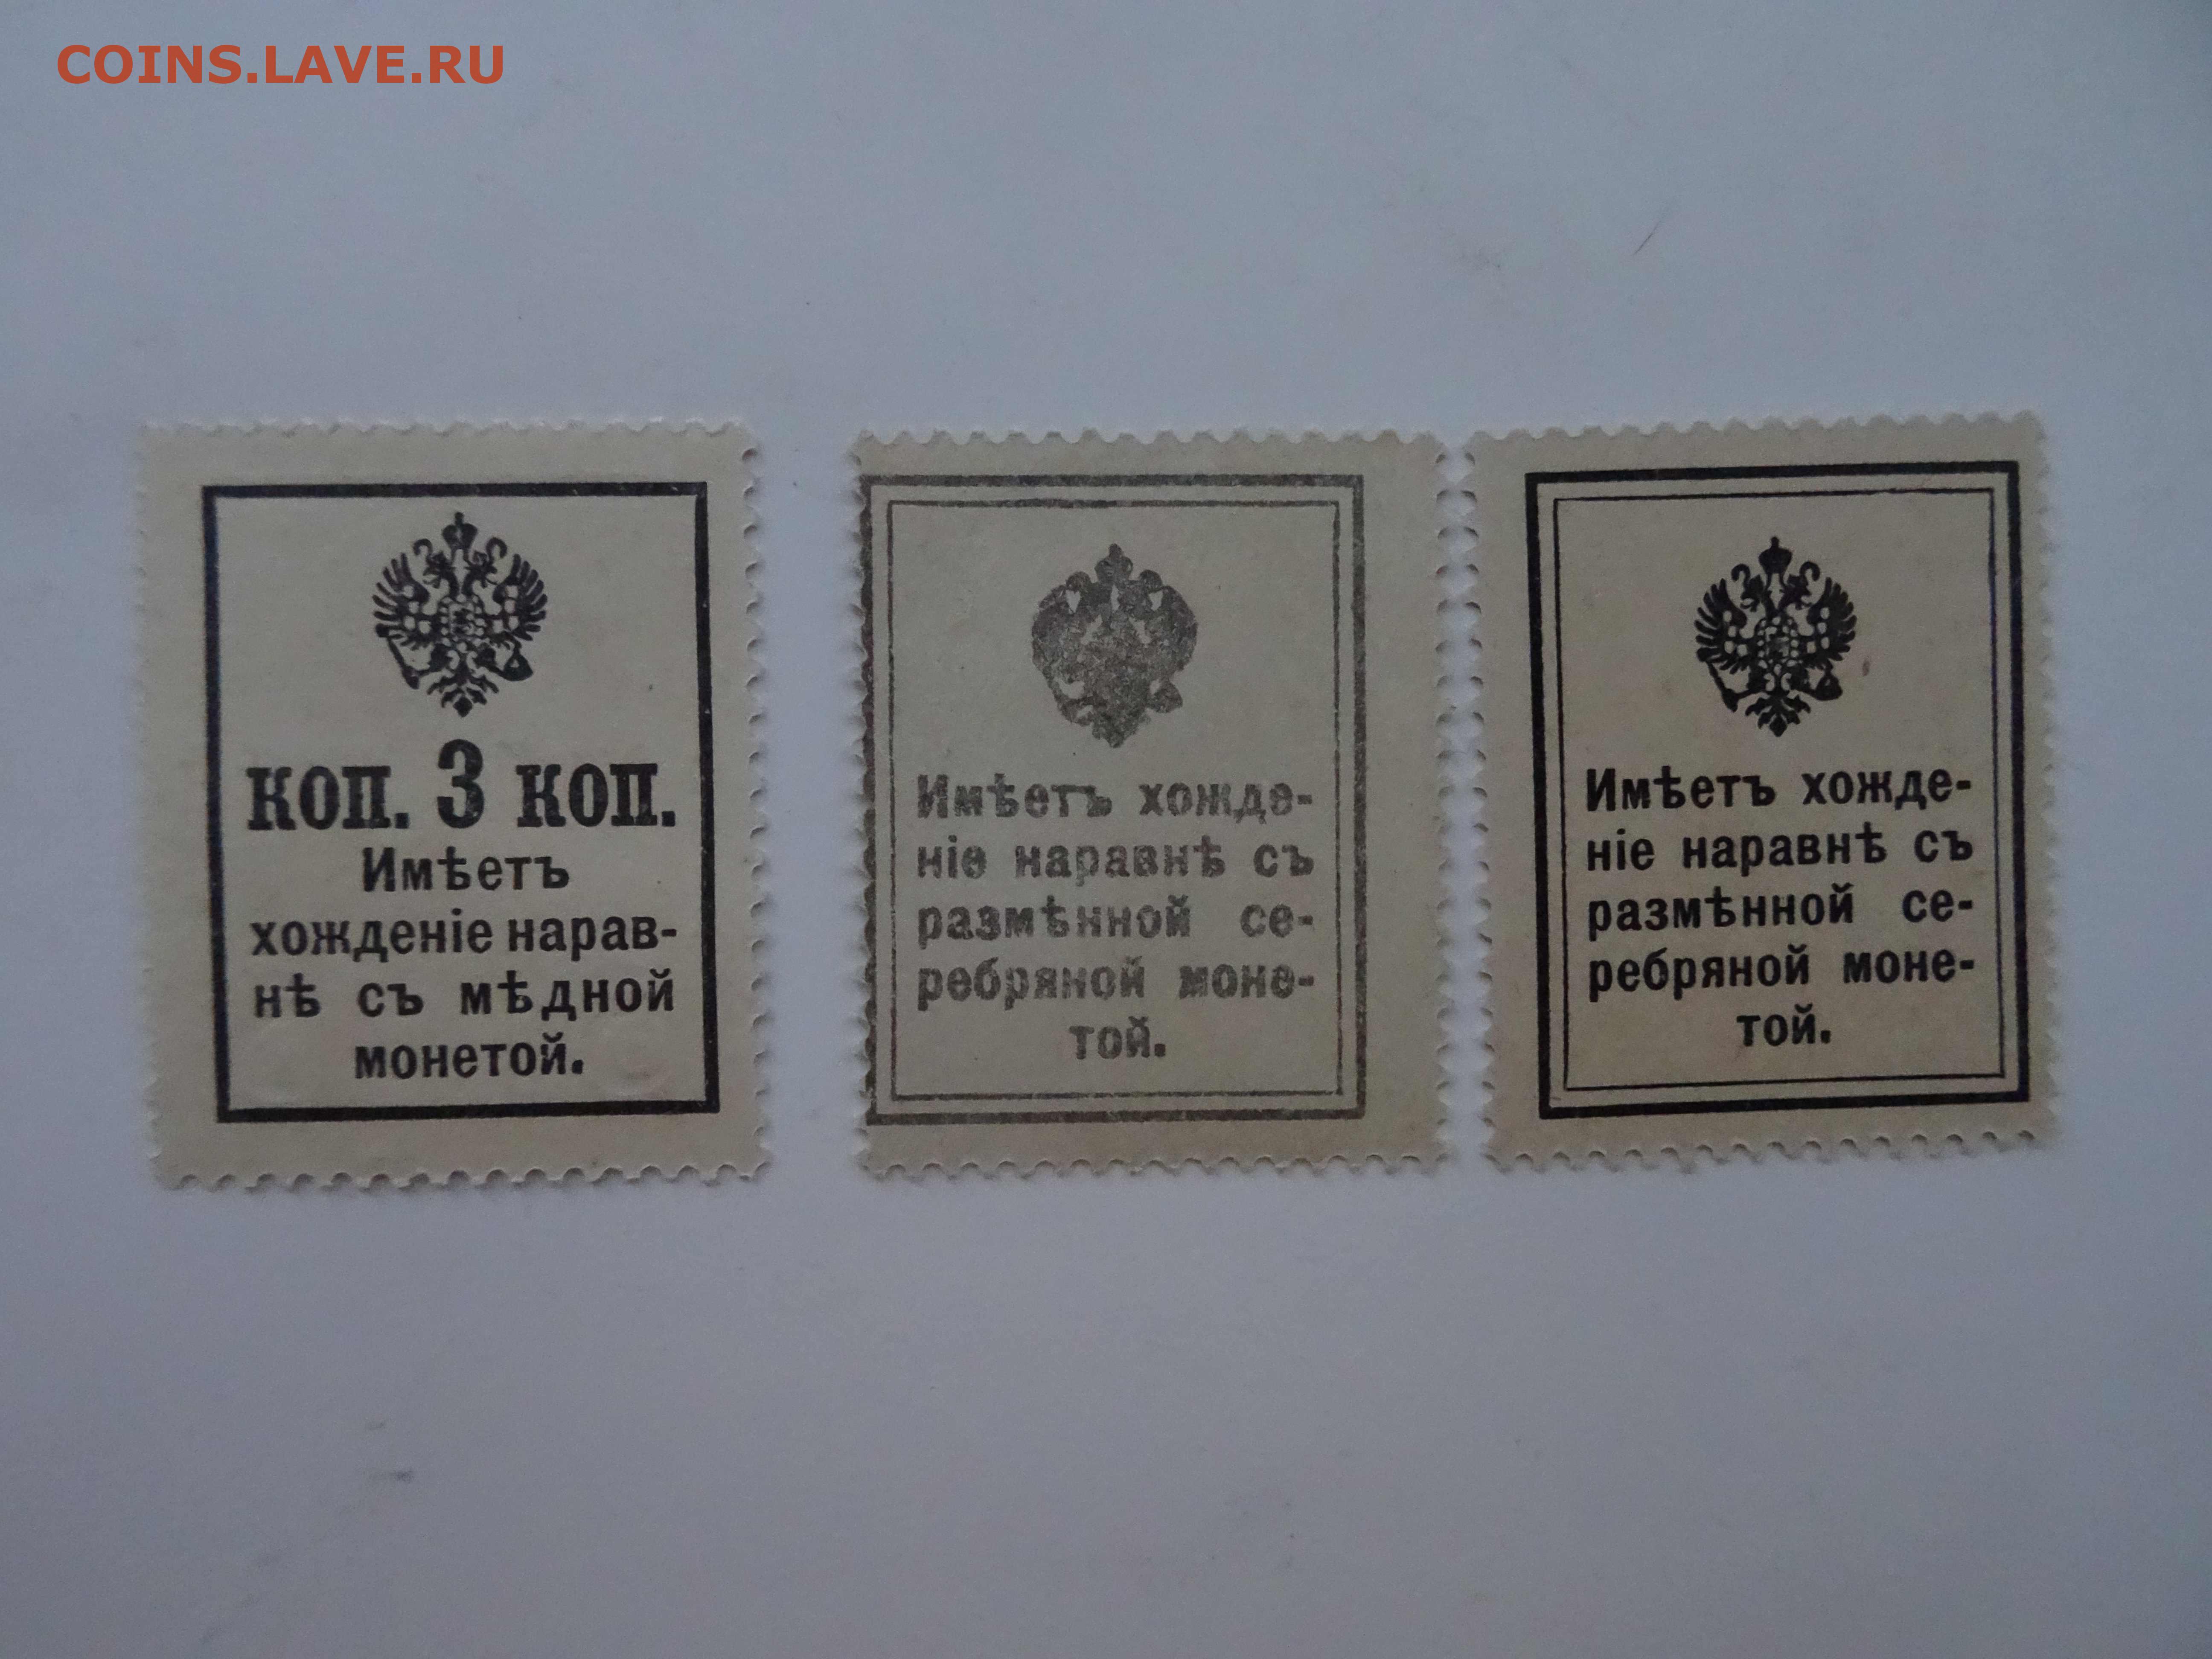 COINS.LAVE.RU
коп. 3 коп.
Имѣетъ
хожденіе нарав-
нѣ съ мѣдной
монетой.
Имѣетъ хожде-
ніе наравнѣ съ
размѣнной се-
ребряной моне-
той.
Имѣетъ хожде-
ніе наравнѣ съ
размѣнной се-
ребряной моне-
той.